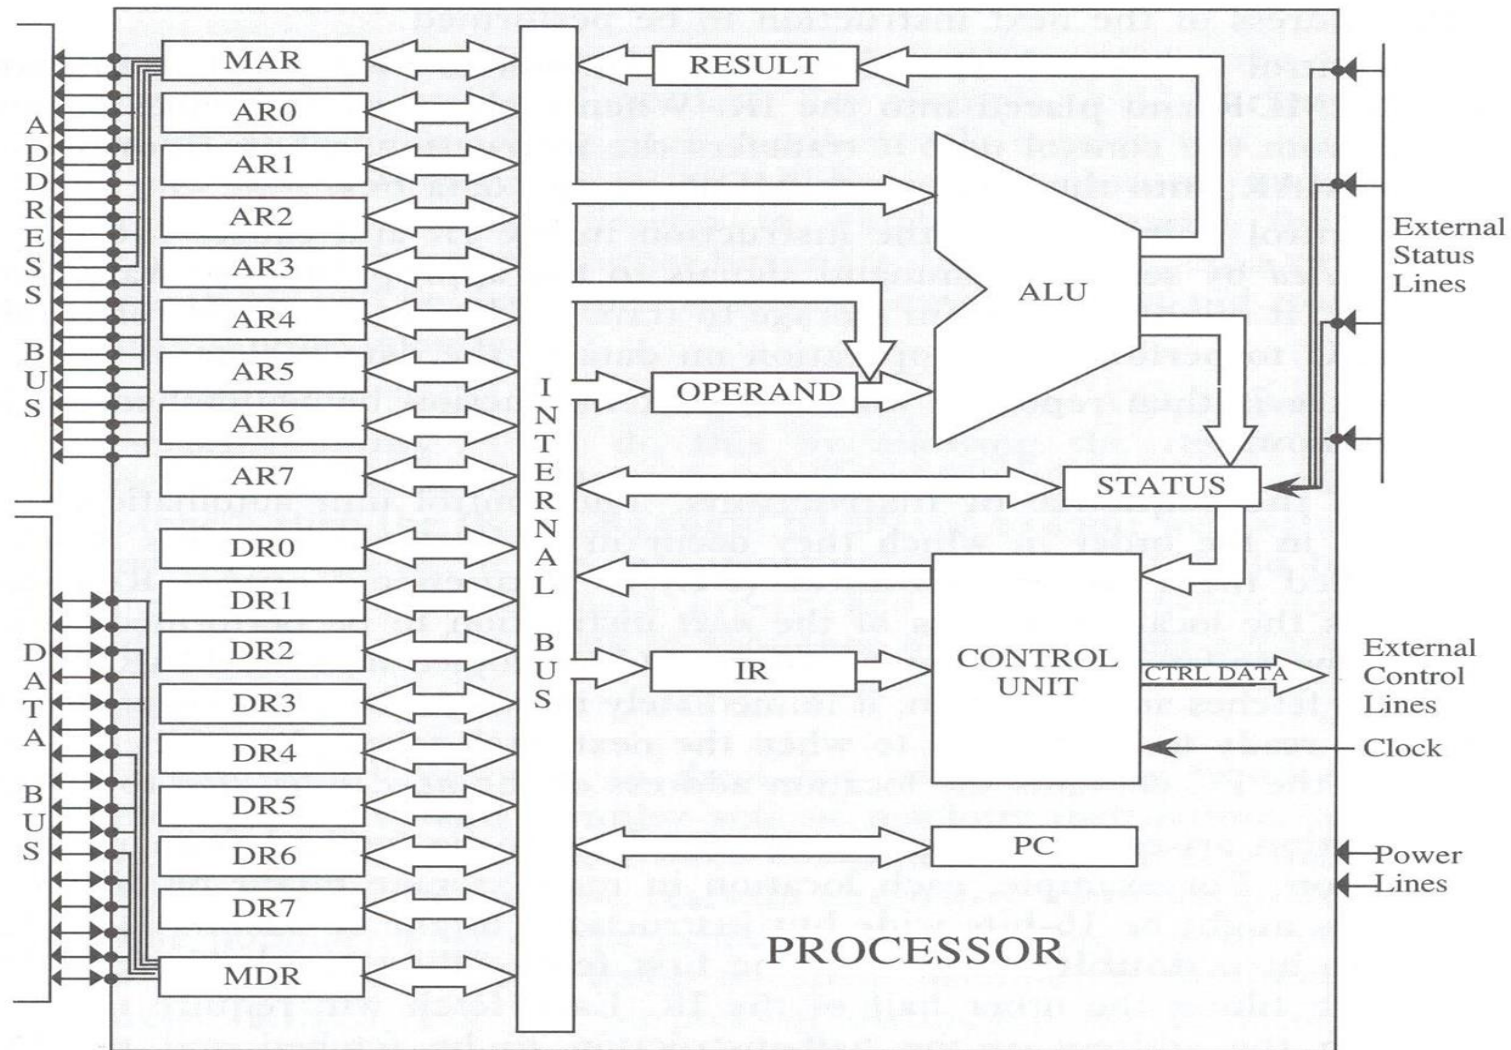 ADDRESS BUS
DATA BUS
MAR
AR0
AR1
AR2
AR3
AR4
AR5
AR6
AR7
DR0
DR1
DR2
DR3
DR4
DR5
DR6
DR7
MDR
INTERNAL BUS
RESULT
ALU
OPERAND
STATUS
IR
CONTROL
UNIT
CTRL DATA
PC
PROCESSOR
External
Status
Lines
External
Control
Lines
Clock
Power
Lines